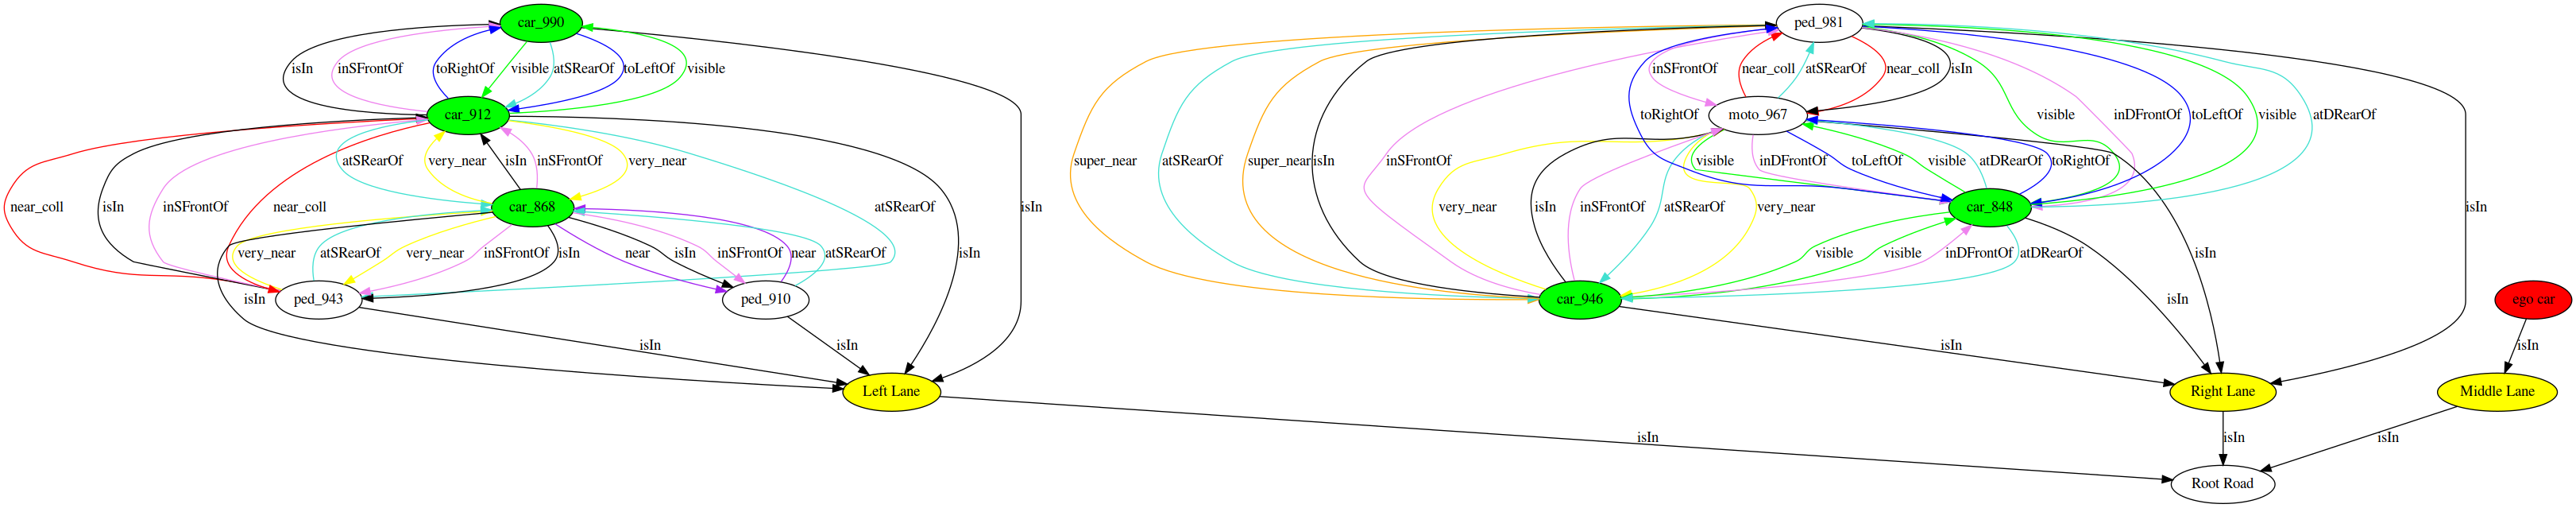 car_990
ped_981
isIn inSFrontOf toRightOf visible atSRearOf toLeftOf visible
inSFrontOf near_coll atSRearOf near_coll isIn
car_912
moto_967
toRightOf visible inDFrontOf toLeftOf visible atDRearOf
atSRearOf very_near isIn inSFrontOf very_near
super_near atSRearOf super_near isIn inSFrontOf visible inDFrontOf toLeftOf visible atDRearOf toRightOf
near_coll isIn inSFrontOf near_coll car_868 atSRearOf isIn
very_near isIn inSFrontOf atSRearOf very_near car_848 isIn
very_near atSRearOf very_near inSFrontOf isIn near isIn inSFrontOf near atSRearOf isIn
visible visible inDFrontOf atDRearOf isIn
isIn ped_943 ped_910 car_946 isIn ego car
isIn isIn isIn isIn
Left Lane Right Lane Middle Lane
isIn isIn isIn
Root Road